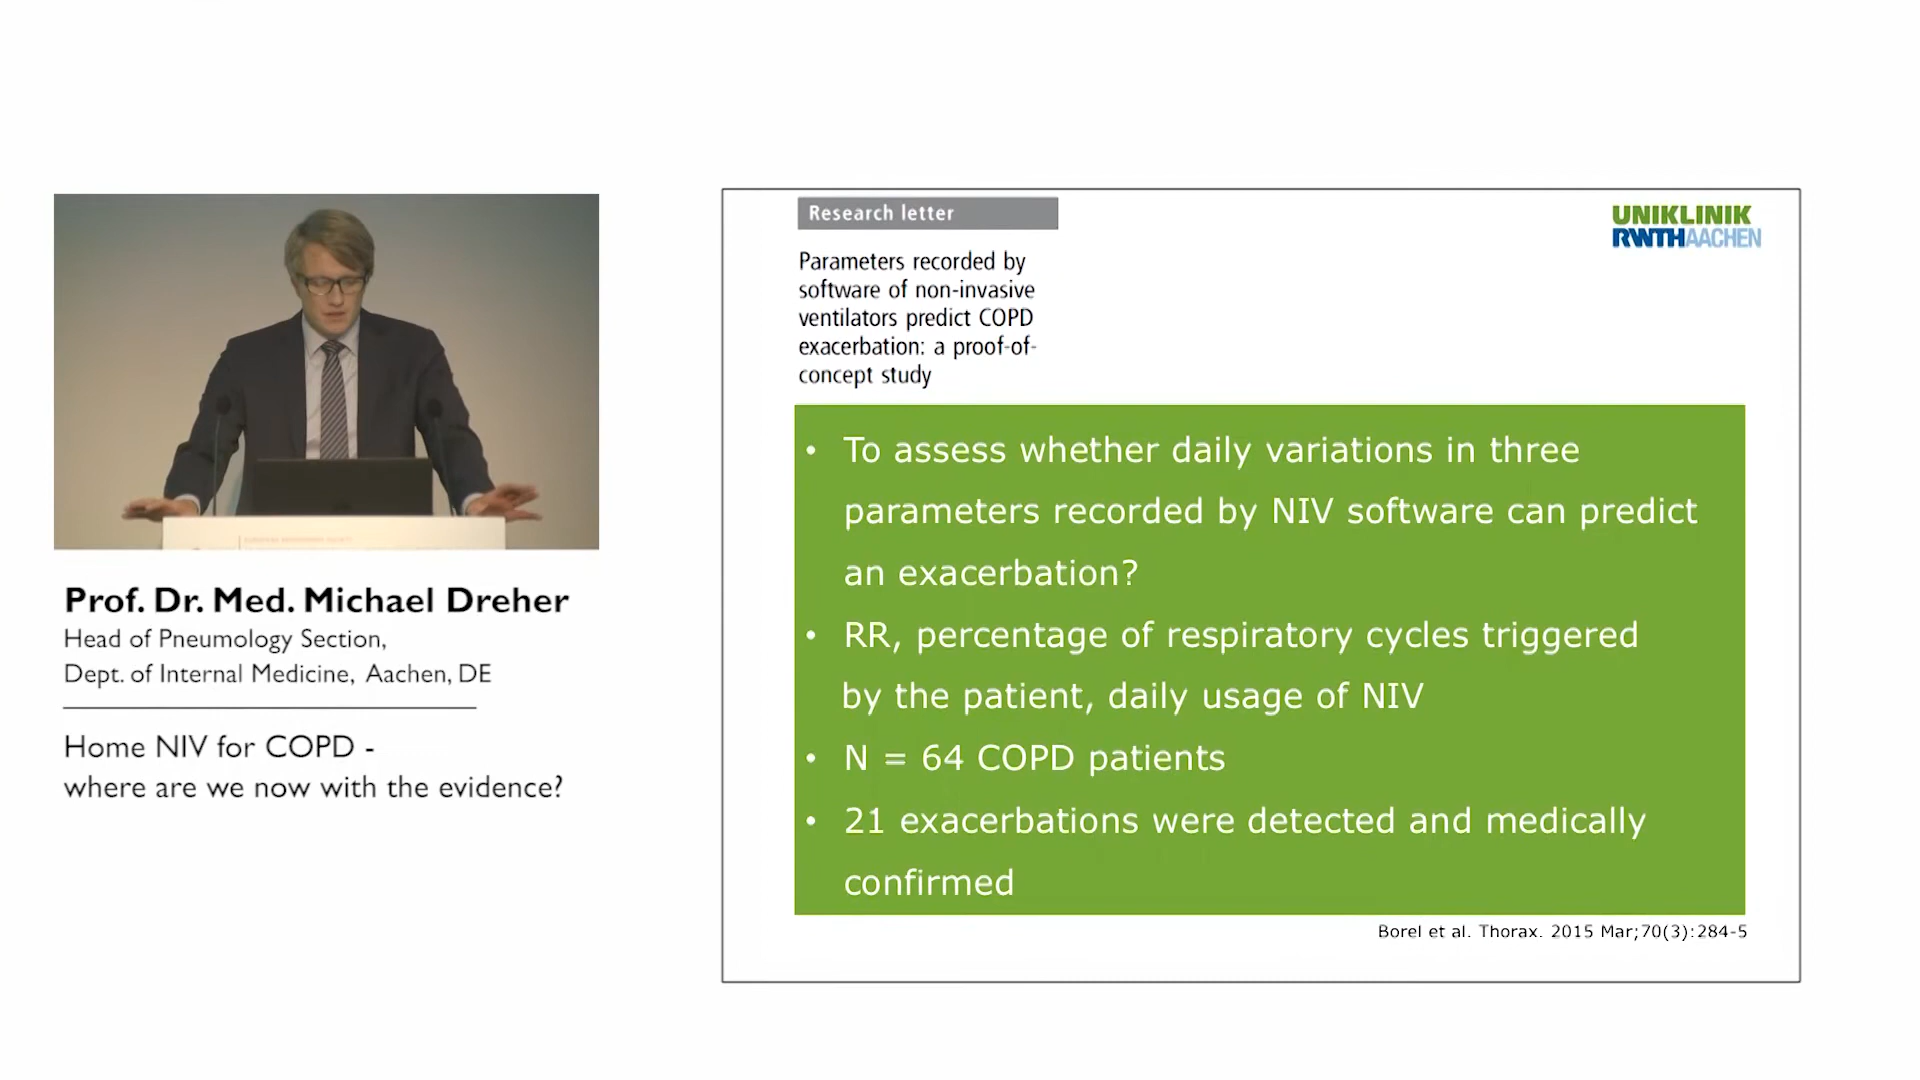 Prof. Dr. Med. Michael Dreher
Head of Pneumology Section,
Dept. of Internal Medicine, Aachen, DE
Home NIV for COPD -
where are we now with the evidence?
Research letter
UNIKLINIK
RWTHAACHEN
Parameters recorded by
software of non-invasive
ventilators predict COPD
exacerbation: a proof-of-
concept study
• To assess whether daily variations in three
parameters recorded by NIV software can predict
an exacerbation?
• RR, percentage of respiratory cycles triggered
by the patient, daily usage of NIV
• N = 64 COPD patients
• 21 exacerbations were detected and medically
confirmed
Borel et al. Thorax. 2015 Mar;70(3):284-5